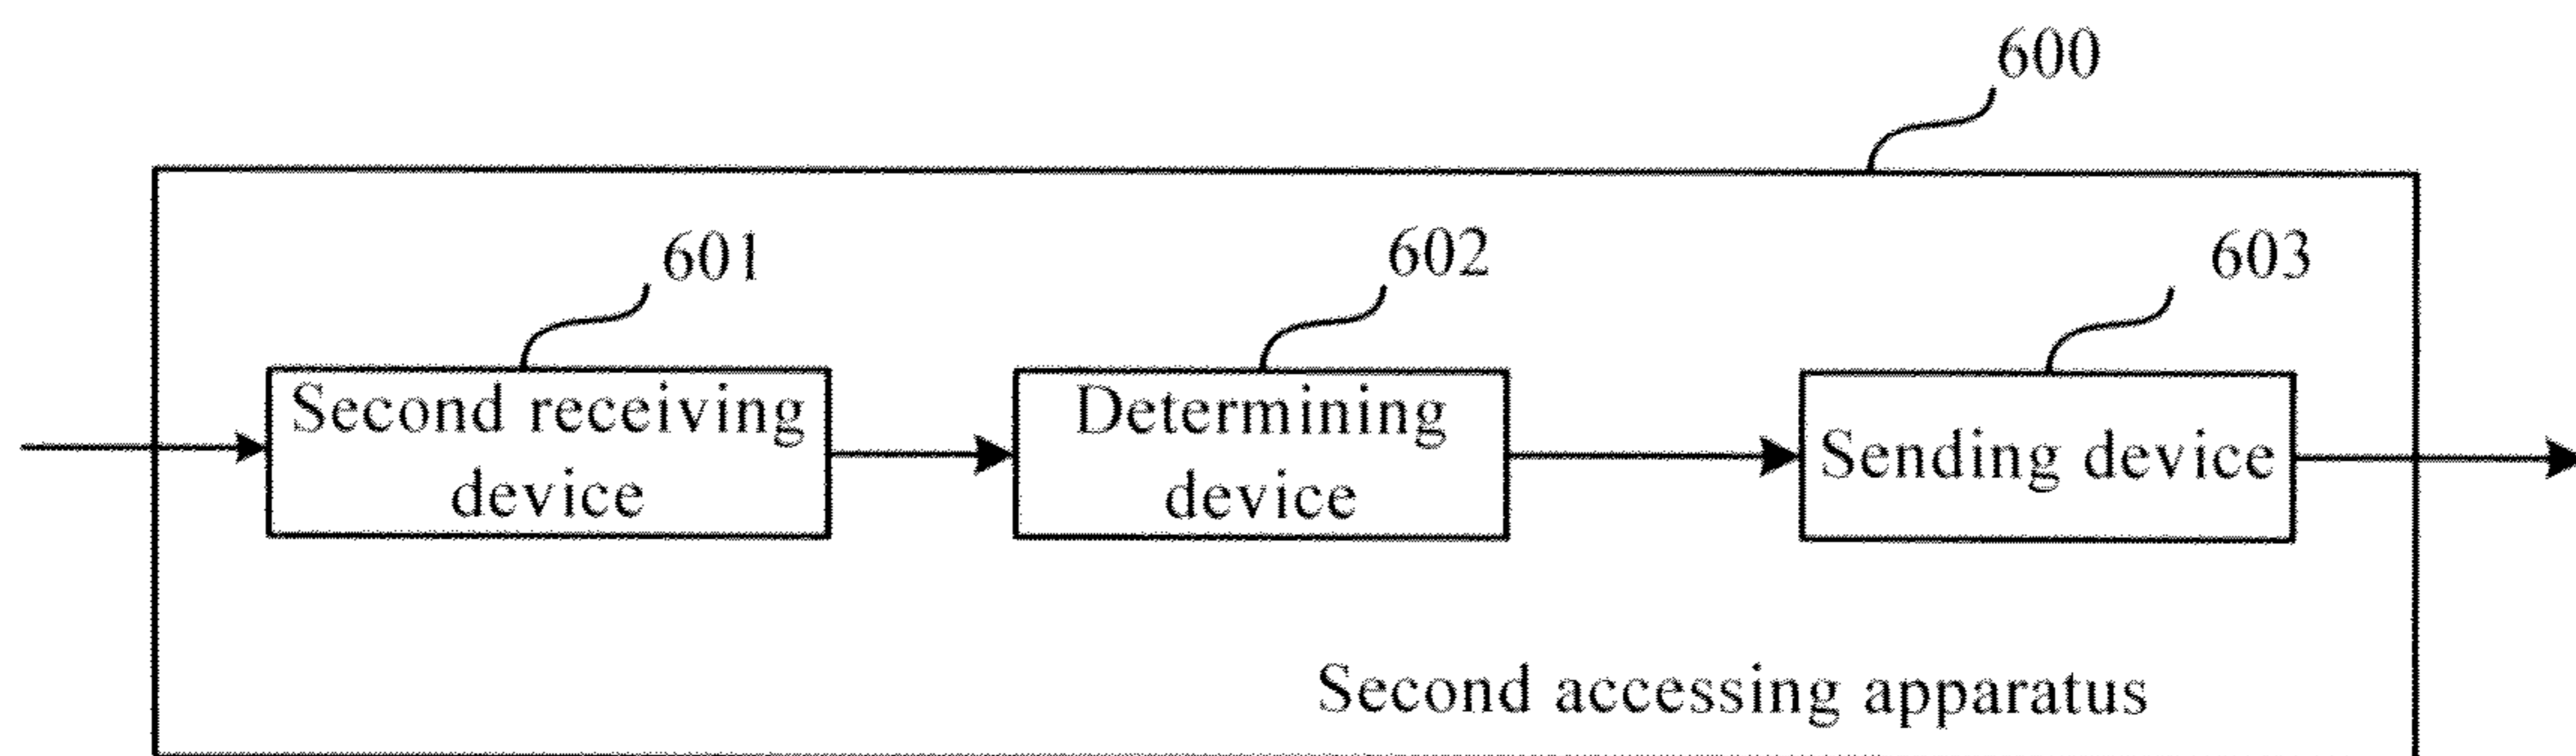 600
601
602
603
Second receiving
device
Determining
device
Sending device
Second accessing apparatus